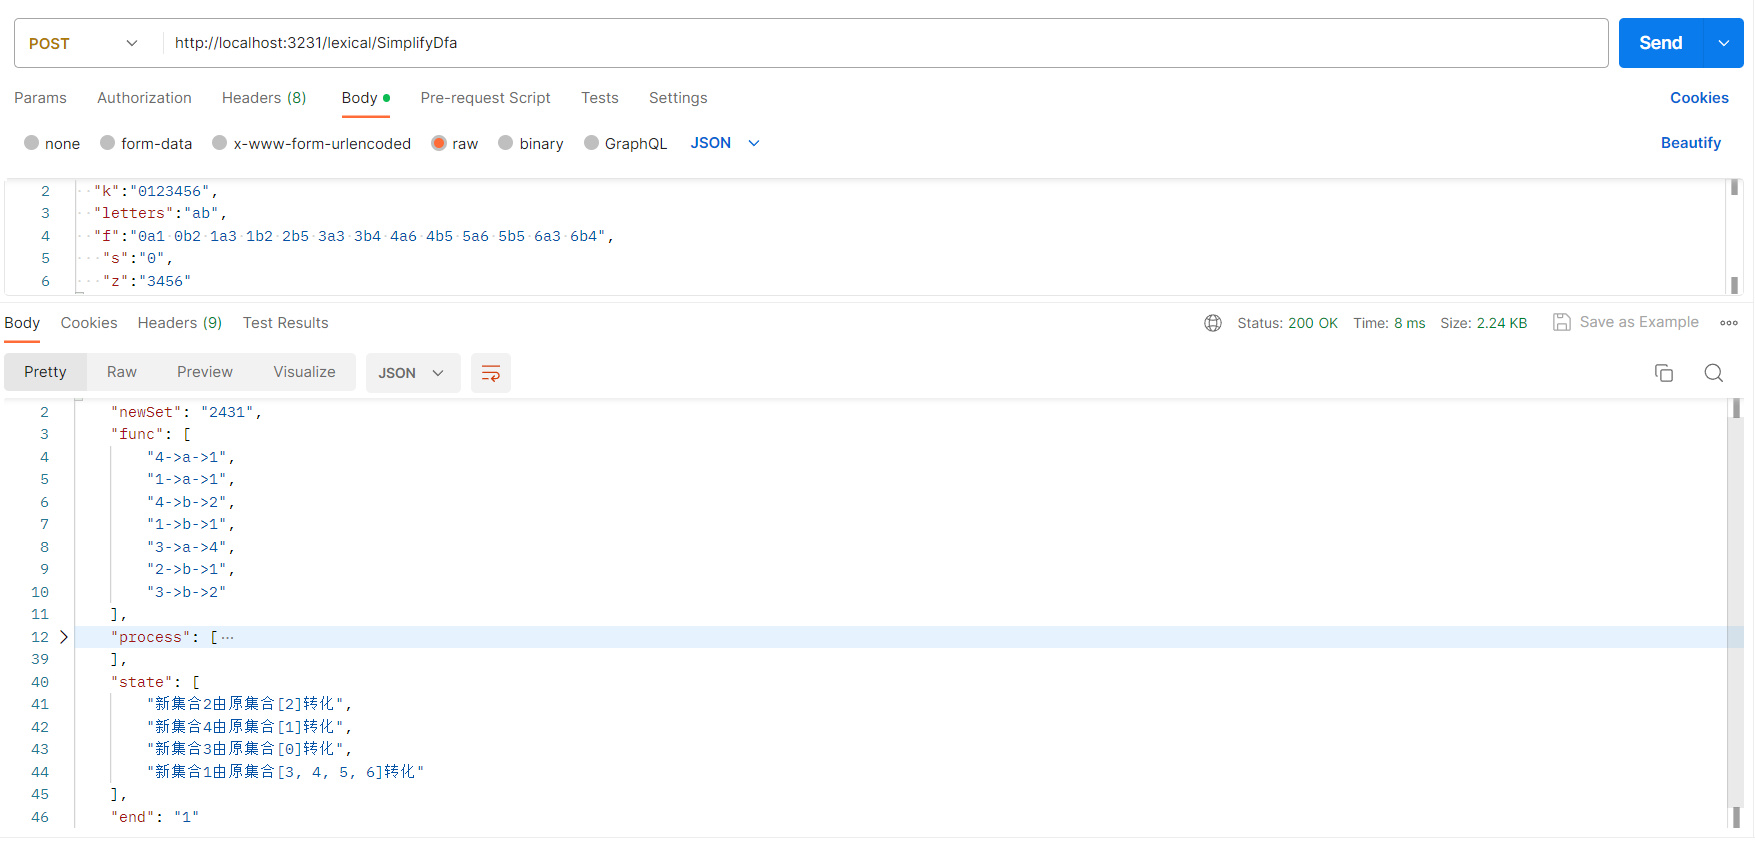 POST http://localhost:3231/lexical/SimplifyDfa Send
Params Authorization Headers (8) Body Pre-request Script Tests Settings Cookies
none form-data x-www-form-urlencoded raw binary GraphQL JSON Beautify
2 "k":"0123456",
3 "letters":"ab",
4 "f":"0a1 0b2 1a3 1b2 2b5 3a3 3b4 4a6 4b5 5a6 5b5 6a3 6b4",
5 "s":"0",
6 "z":"3456"
Body Cookies Headers (9) Test Results Status: 200 OK Time: 8 ms Size: 2.24 KB Save as Example
Pretty Raw Preview Visualize JSON
2 "newSet": "2431",
3 "func": [
4 "4->a->1",
5 "1->a->1",
6 "4->b->2",
7 "1->b->1",
8 "3->a->4",
9 "2->b->1",
10 "3->b->2"
11 ],
12 "process": [···
39 ],
40 "state": [
41 "新集合2由原集合[2]转化",
42 "新集合4由原集合[1]转化",
43 "新集合3由原集合[0]转化",
44 "新集合1由原集合[3, 4, 5, 6]转化"
45 ],
46 "end": "1"